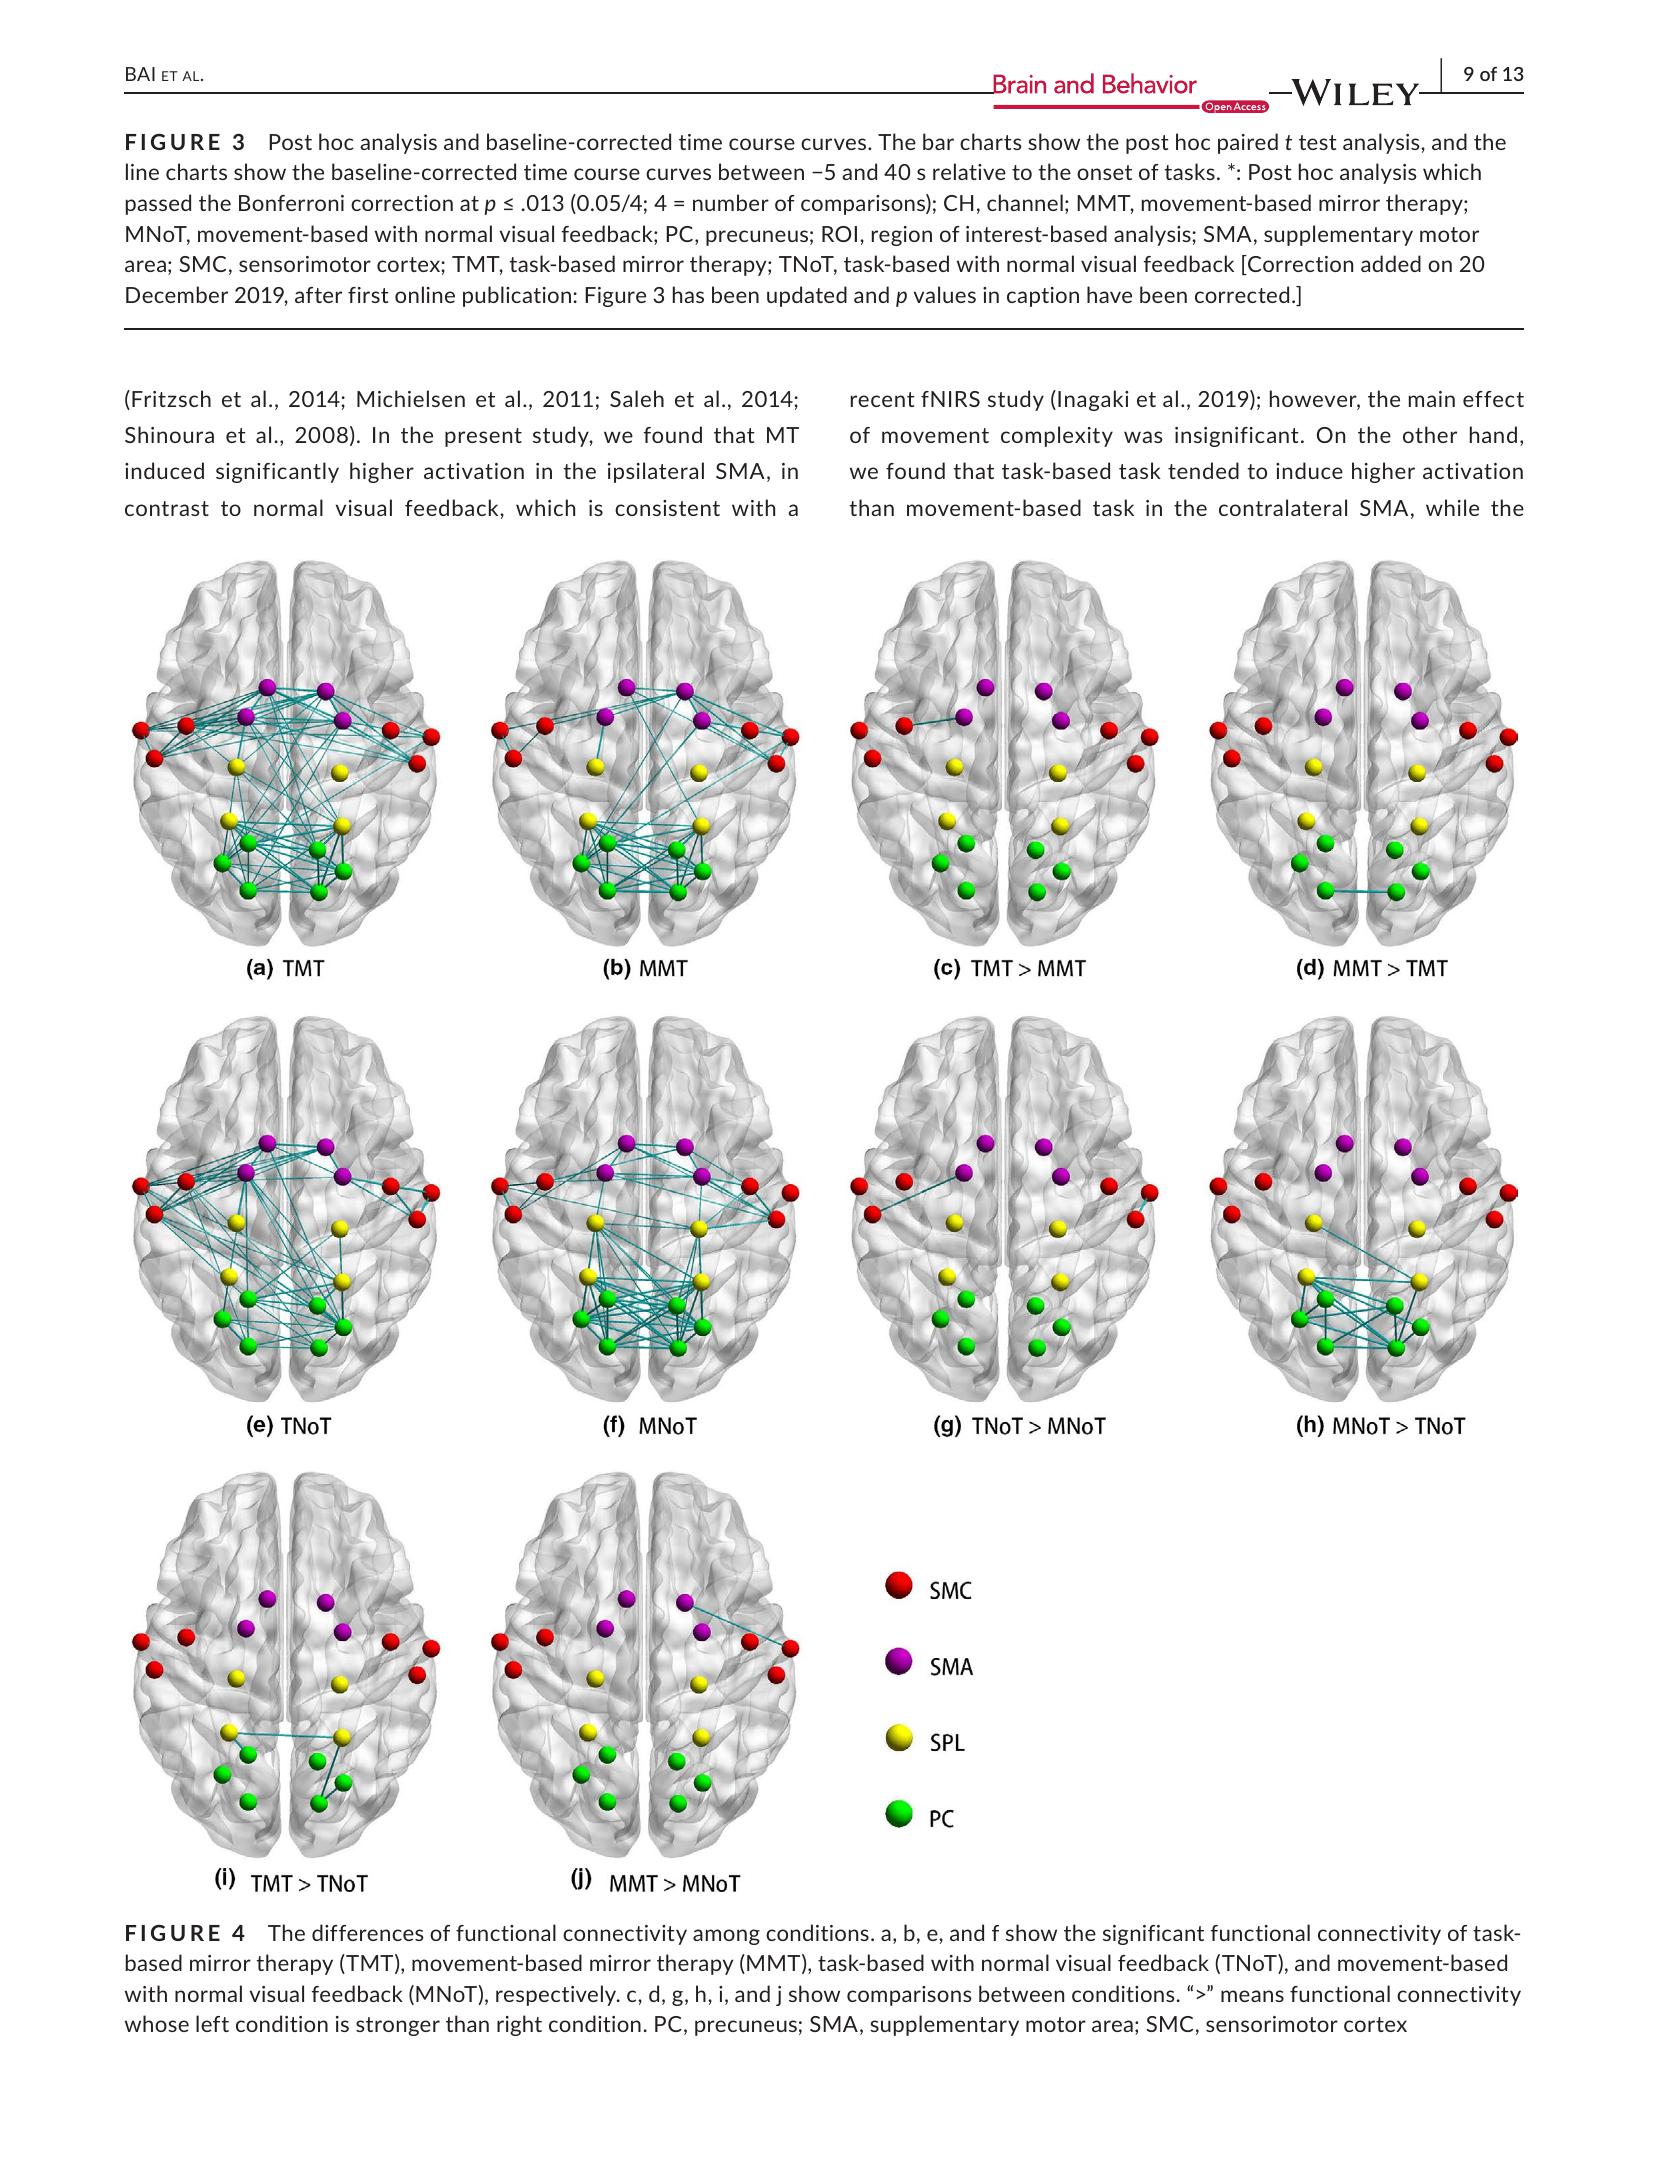 BAI ET AL.
Brain and Behavior
Open Access
WILEY
9 of 13
FIGURE 3 Post hoc analysis and baseline-corrected time course curves. The bar charts show the post hoc paired t test analysis, and the
line charts show the baseline-corrected time course curves between −5 and 40 s relative to the onset of tasks. *: Post hoc analysis which
passed the Bonferroni correction at p ≤ .013 (0.05/4; 4 = number of comparisons); CH, channel; MMT, movement-based mirror therapy;
MNoT, movement-based with normal visual feedback; PC, precuneus; ROI, region of interest-based analysis; SMA, supplementary motor
area; SMC, sensorimotor cortex; TMT, task-based mirror therapy; TNoT, task-based with normal visual feedback [Correction added on 20
December 2019, after first online publication: Figure 3 has been updated and p values in caption have been corrected.]
(Fritzsch et al., 2014; Michielsen et al., 2011; Saleh et al., 2014;
Shinoura et al., 2008). In the present study, we found that MT
induced significantly higher activation in the ipsilateral SMA, in
contrast to normal visual feedback, which is consistent with a
recent fNIRS study (Inagaki et al., 2019); however, the main effect
of movement complexity was insignificant. On the other hand,
we found that task-based task tended to induce higher activation
than movement-based task in the contralateral SMA, while the
(a) TMT
(b) MMT
(c) TMT > MMT
(d) MMT > TMT
(e) TNoT
(f) MNoT
(g) TNoT > MNoT
(h) MNoT > TNoT
SMC
SMA
SPL
PC
(i) TMT > TNoT
(j) MMT > MNoT
FIGURE 4 The differences of functional connectivity among conditions. a, b, e, and f show the significant functional connectivity of task-
based mirror therapy (TMT), movement-based mirror therapy (MMT), task-based with normal visual feedback (TNoT), and movement-based
with normal visual feedback (MNoT), respectively. c, d, g, h, i, and j show comparisons between conditions. “>” means functional connectivity
whose left condition is stronger than right condition. PC, precuneus; SMA, supplementary motor area; SMC, sensorimotor cortex